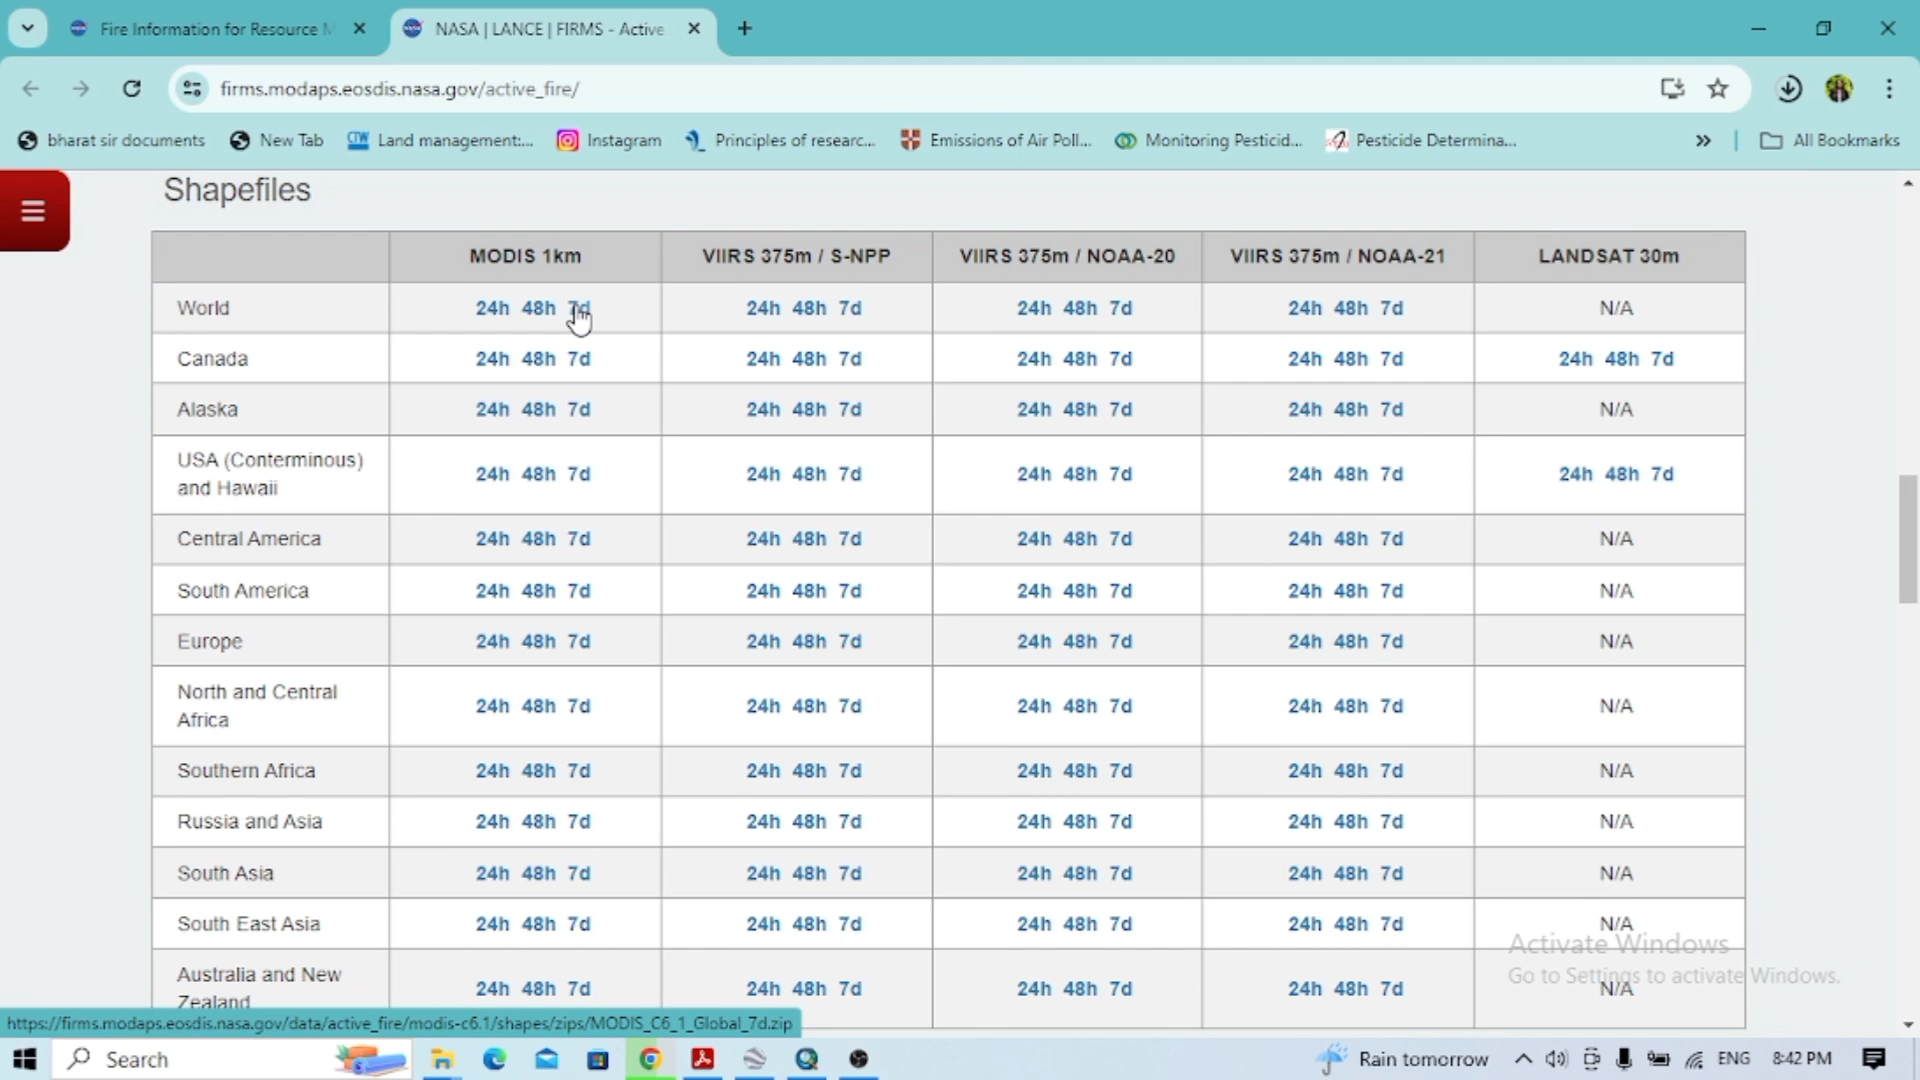 Fire Information for Resource M
NASA | LANCE | FIRMS - Active
firms.modaps.eosdis.nasa.gov/active_fire/
bharat sir documents
New Tab
CTW
Land management:...
Instagram
Principles of researc...
Emissions of Air Poll...
Monitoring Pesticid...
Pesticide Determina...
All Bookmarks
Shapefiles
MODIS 1km VIIRS 375m / S-NPP VIIRS 375m / NOAA-20 VIIRS 375m / NOAA-21 LANDSAT 30m
World 24h 48h 7d 24h 48h 7d 24h 48h 7d 24h 48h 7d N/A
Canada 24h 48h 7d 24h 48h 7d 24h 48h 7d 24h 48h 7d 24h 48h 7d
Alaska 24h 48h 7d 24h 48h 7d 24h 48h 7d 24h 48h 7d N/A
USA (Conterminous)
and Hawaii 24h 48h 7d 24h 48h 7d 24h 48h 7d 24h 48h 7d 24h 48h 7d
Central America 24h 48h 7d 24h 48h 7d 24h 48h 7d 24h 48h 7d N/A
South America 24h 48h 7d 24h 48h 7d 24h 48h 7d 24h 48h 7d N/A
Europe 24h 48h 7d 24h 48h 7d 24h 48h 7d 24h 48h 7d N/A
North and Central
Africa 24h 48h 7d 24h 48h 7d 24h 48h 7d 24h 48h 7d N/A
Southern Africa 24h 48h 7d 24h 48h 7d 24h 48h 7d 24h 48h 7d N/A
Russia and Asia 24h 48h 7d 24h 48h 7d 24h 48h 7d 24h 48h 7d N/A
South Asia 24h 48h 7d 24h 48h 7d 24h 48h 7d 24h 48h 7d N/A
South East Asia 24h 48h 7d 24h 48h 7d 24h 48h 7d 24h 48h 7d N/A
Australia and New
Zealand 24h 48h 7d 24h 48h 7d 24h 48h 7d 24h 48h 7d N/A
Activate Windows
Go to Settings to activate Windows.
https://firms.modaps.eosdis.nasa.gov/data/active_fire/modis-c6.1/shapes/zips/MODIS_C6_1_Global_7d.zip
Search
Rain tomorrow
ENG
8:42 PM